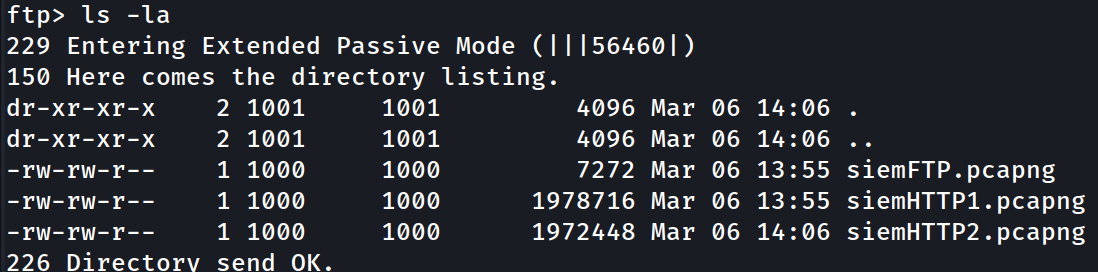 ftp> ls -la
229 Entering Extended Passive Mode (|||56460|)
150 Here comes the directory listing.
dr-xr-xr-x    2 1001     1001         4096 Mar 06 14:06 .
dr-xr-xr-x    2 1001     1001         4096 Mar 06 14:06 ..
-rw-rw-r--    1 1000     1000         7272 Mar 06 13:55 siemFTP.pcapng
-rw-rw-r--    1 1000     1000      1978716 Mar 06 13:55 siemHTTP1.pcapng
-rw-rw-r--    1 1000     1000      1972448 Mar 06 14:06 siemHTTP2.pcapng
226 Directory send OK.